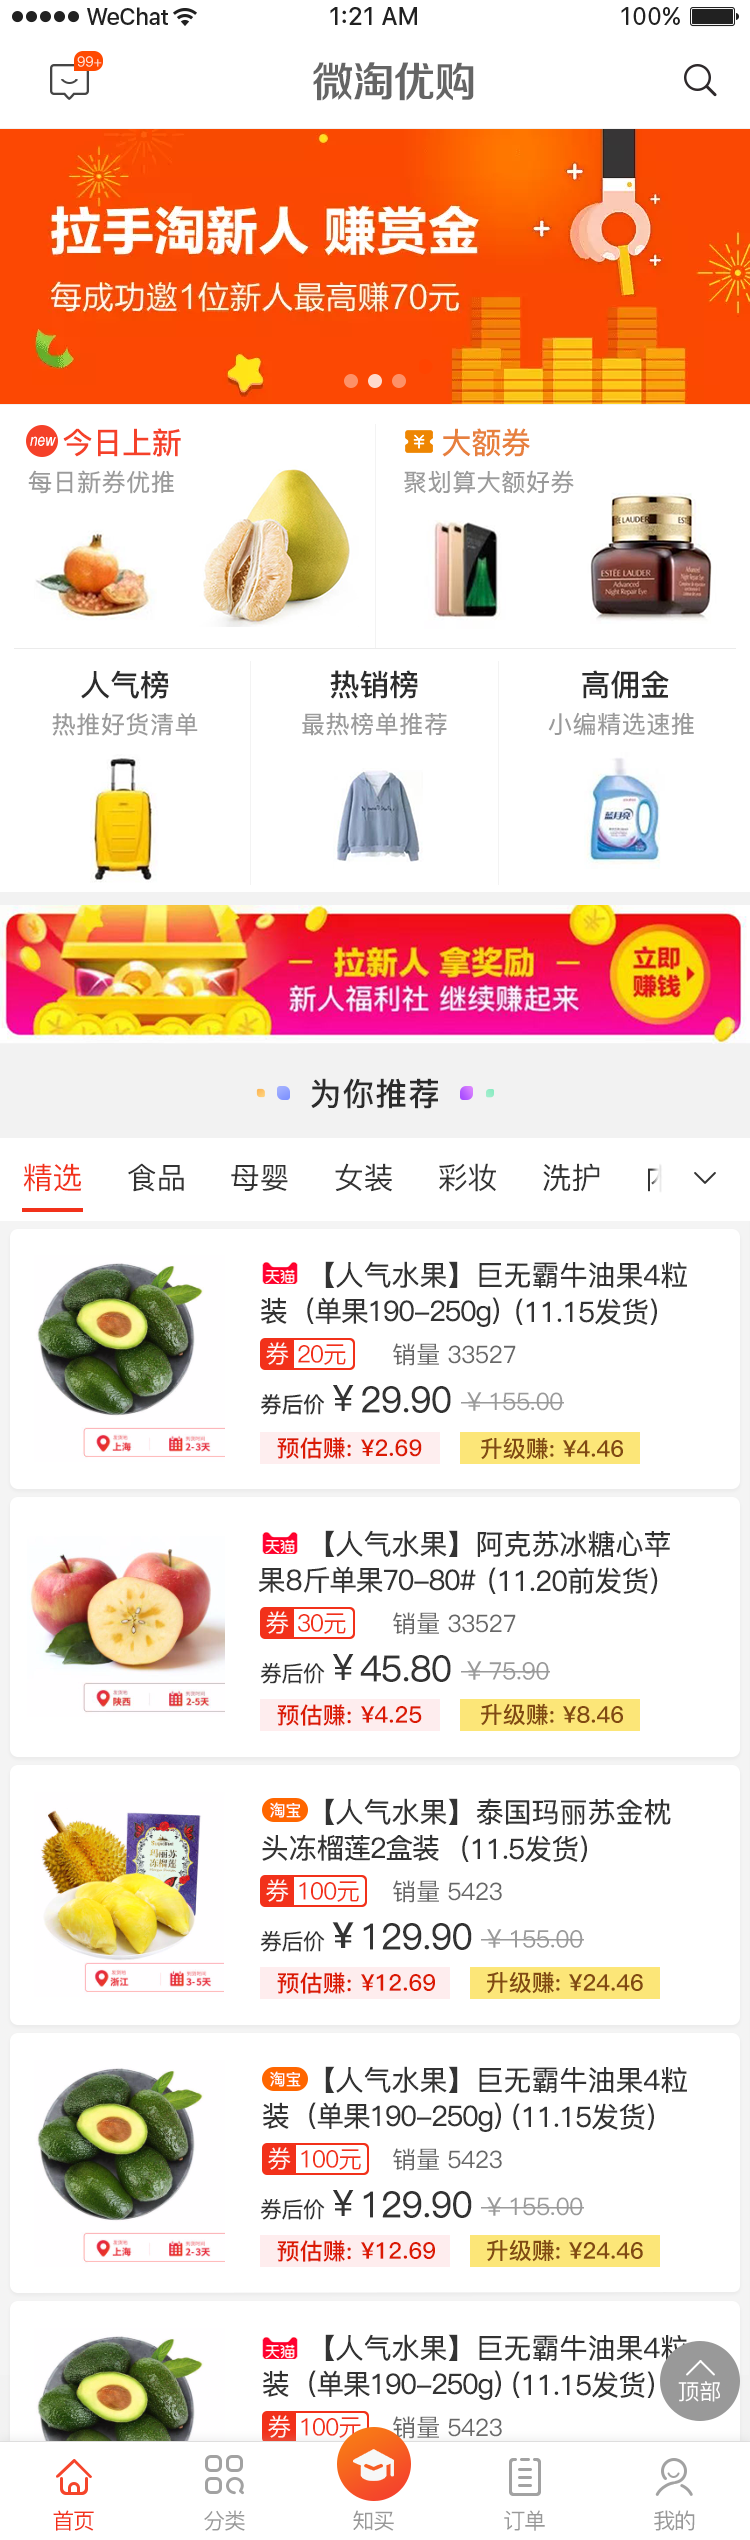 WeChat
1:21 AM
100%
99+
微淘优购
拉手淘新人 赚赏金
每成功邀1位新人最高赚70元
new 今日上新
每日新券优推
¥ 大额券
聚划算大额好券
ESTEE LAUDER
Advanced
Night Repair Eye
人气榜
热推好货清单
热销榜
最热榜单推荐
高佣金
小编精选速推
蓝月亮
拉新人 拿奖励
新人福利社 继续赚起来
立即
赚钱
为你推荐
精选 食品 母婴 女装 彩妆 洗护
天猫 【人气水果】巨无霸牛油果4粒
装（单果190-250g）(11.15发货)
券 20元 销量 33527
券后价 ¥ 29.90 ¥ 155.00
预估赚: ¥2.69 升级赚: ¥4.46
上海 2-3天
天猫 【人气水果】阿克苏冰糖心苹
果8斤单果70-80#（11.20前发货）
券 30元 销量 33527
券后价 ¥ 45.80 ¥ 75.90
预估赚: ¥4.25 升级赚: ¥8.46
陕西 2-5天
淘宝 【人气水果】泰国玛丽苏金枕
头冻榴莲2盒装 （11.5发货）
券 100元 销量 5423
券后价 ¥ 129.90 ¥ 155.00
预估赚: ¥12.69 升级赚: ¥24.46
玛丽苏
冻榴莲
浙江 3-5天
淘宝 【人气水果】巨无霸牛油果4粒
装（单果190-250g）(11.15发货)
券 100元 销量 5423
券后价 ¥ 129.90 ¥ 155.00
预估赚: ¥12.69 升级赚: ¥24.46
上海 2-3天
天猫 【人气水果】巨无霸牛油果4粒
装（单果190-250g）(11.15发货)
券 100元 销量 5423
顶部
首页 分类 知买 订单 我的